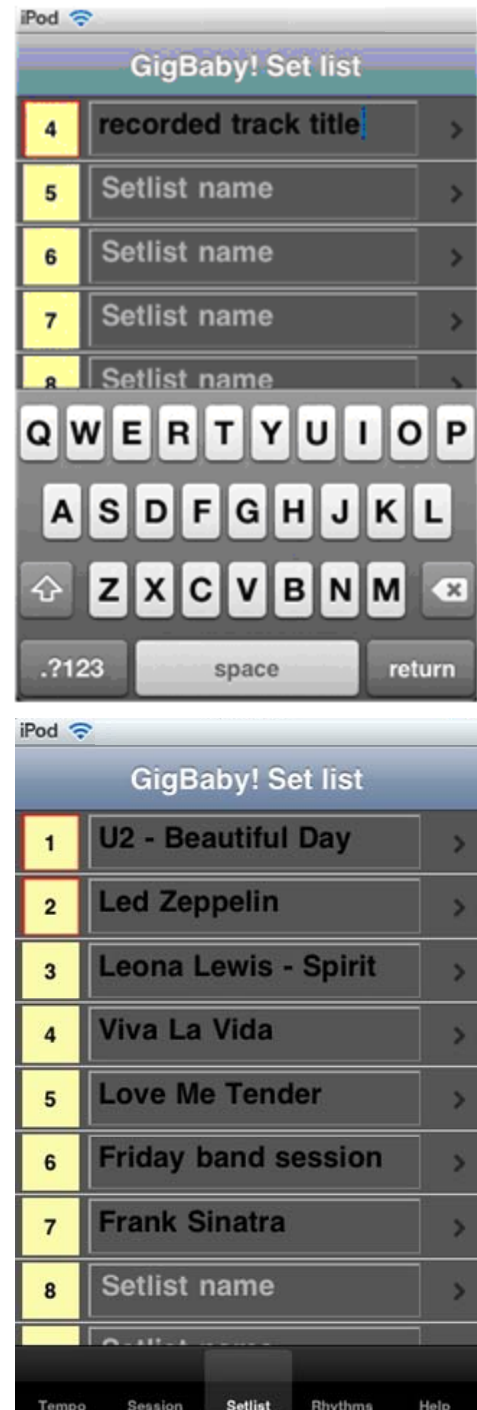 iPod
GigBaby! Set list
4 recorded track title >
5 Setlist name >
6 Setlist name >
7 Setlist name >
8 Setlist name >
Q W E R T Y U I O P
A S D F G H J K L
Z X C V B N M
.?123 space return
iPod
GigBaby! Set list
1 U2 - Beautiful Day >
2 Led Zeppelin >
3 Leona Lewis - Spirit >
4 Viva La Vida >
5 Love Me Tender >
6 Friday band session >
7 Frank Sinatra >
8 Setlist name >
Tempo Session Setlist Rhythms Help